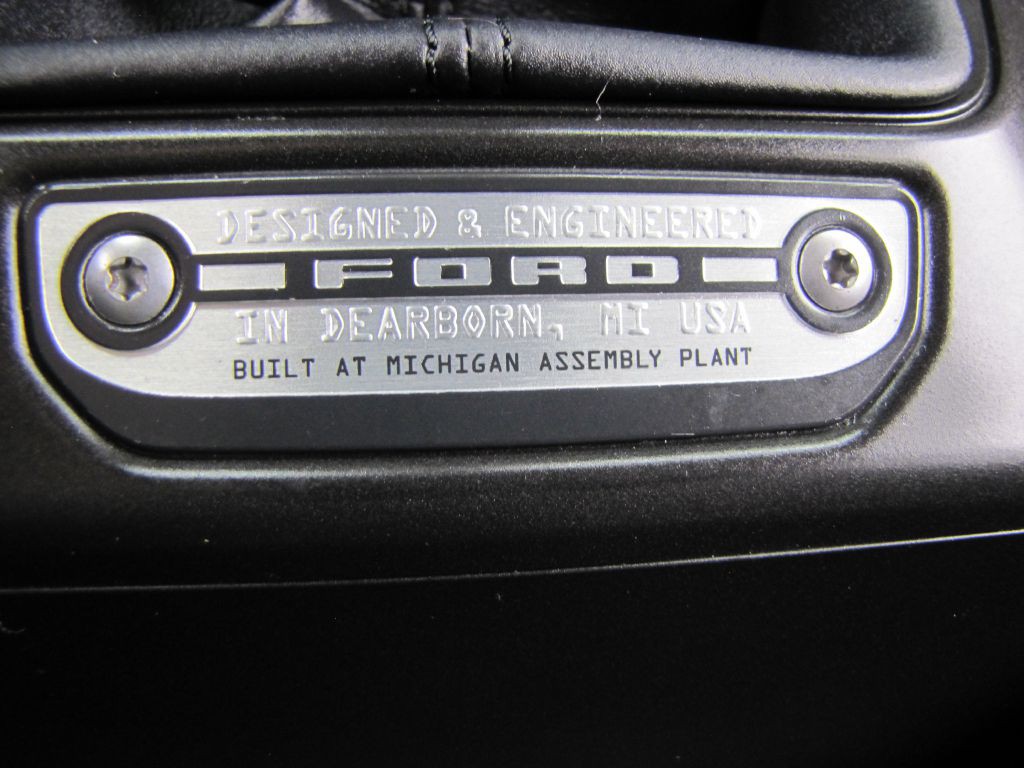 DESIGNED & ENGINEERED
FORD
IN DEARBORN, MI USA
BUILT AT MICHIGAN ASSEMBLY PLANT